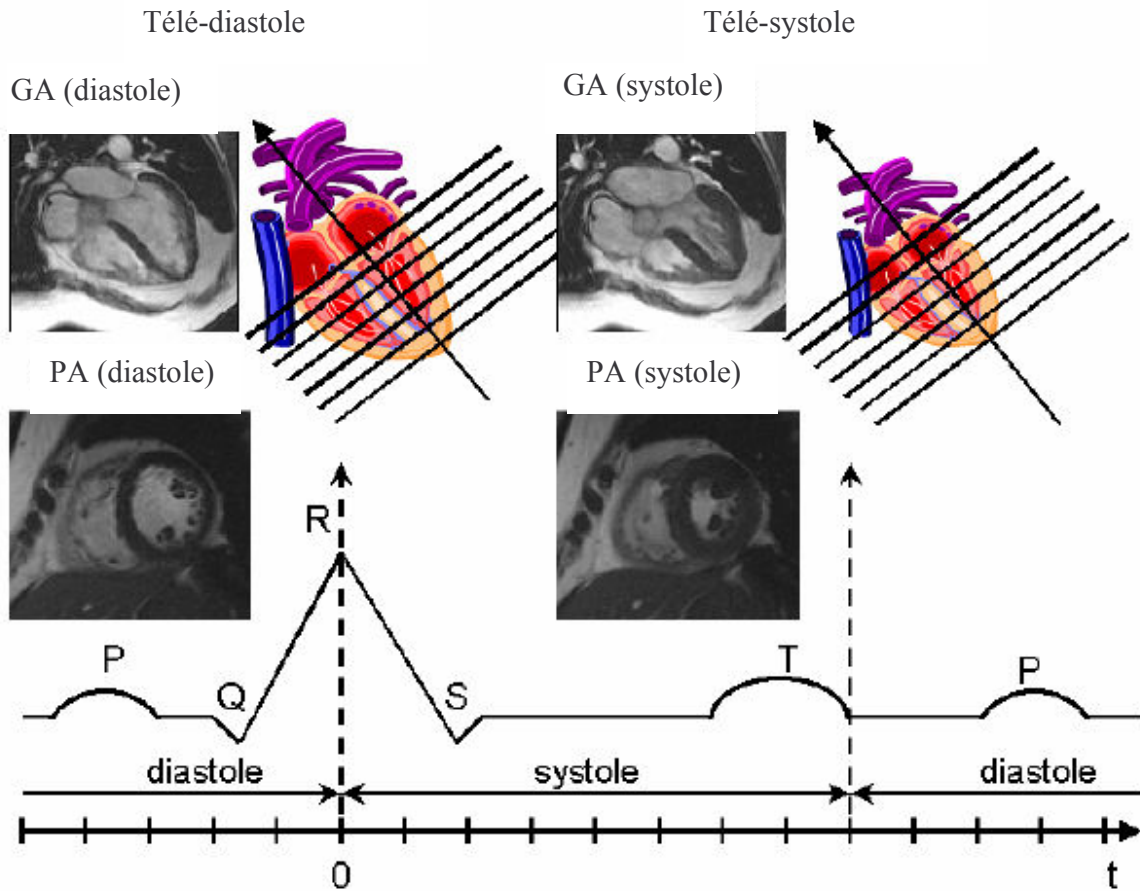 Télé-diastole Télé-systole
GA (diastole) GA (systole)
PA (diastole) PA (systole)
R
P Q S T P
diastole systole diastole
0 t